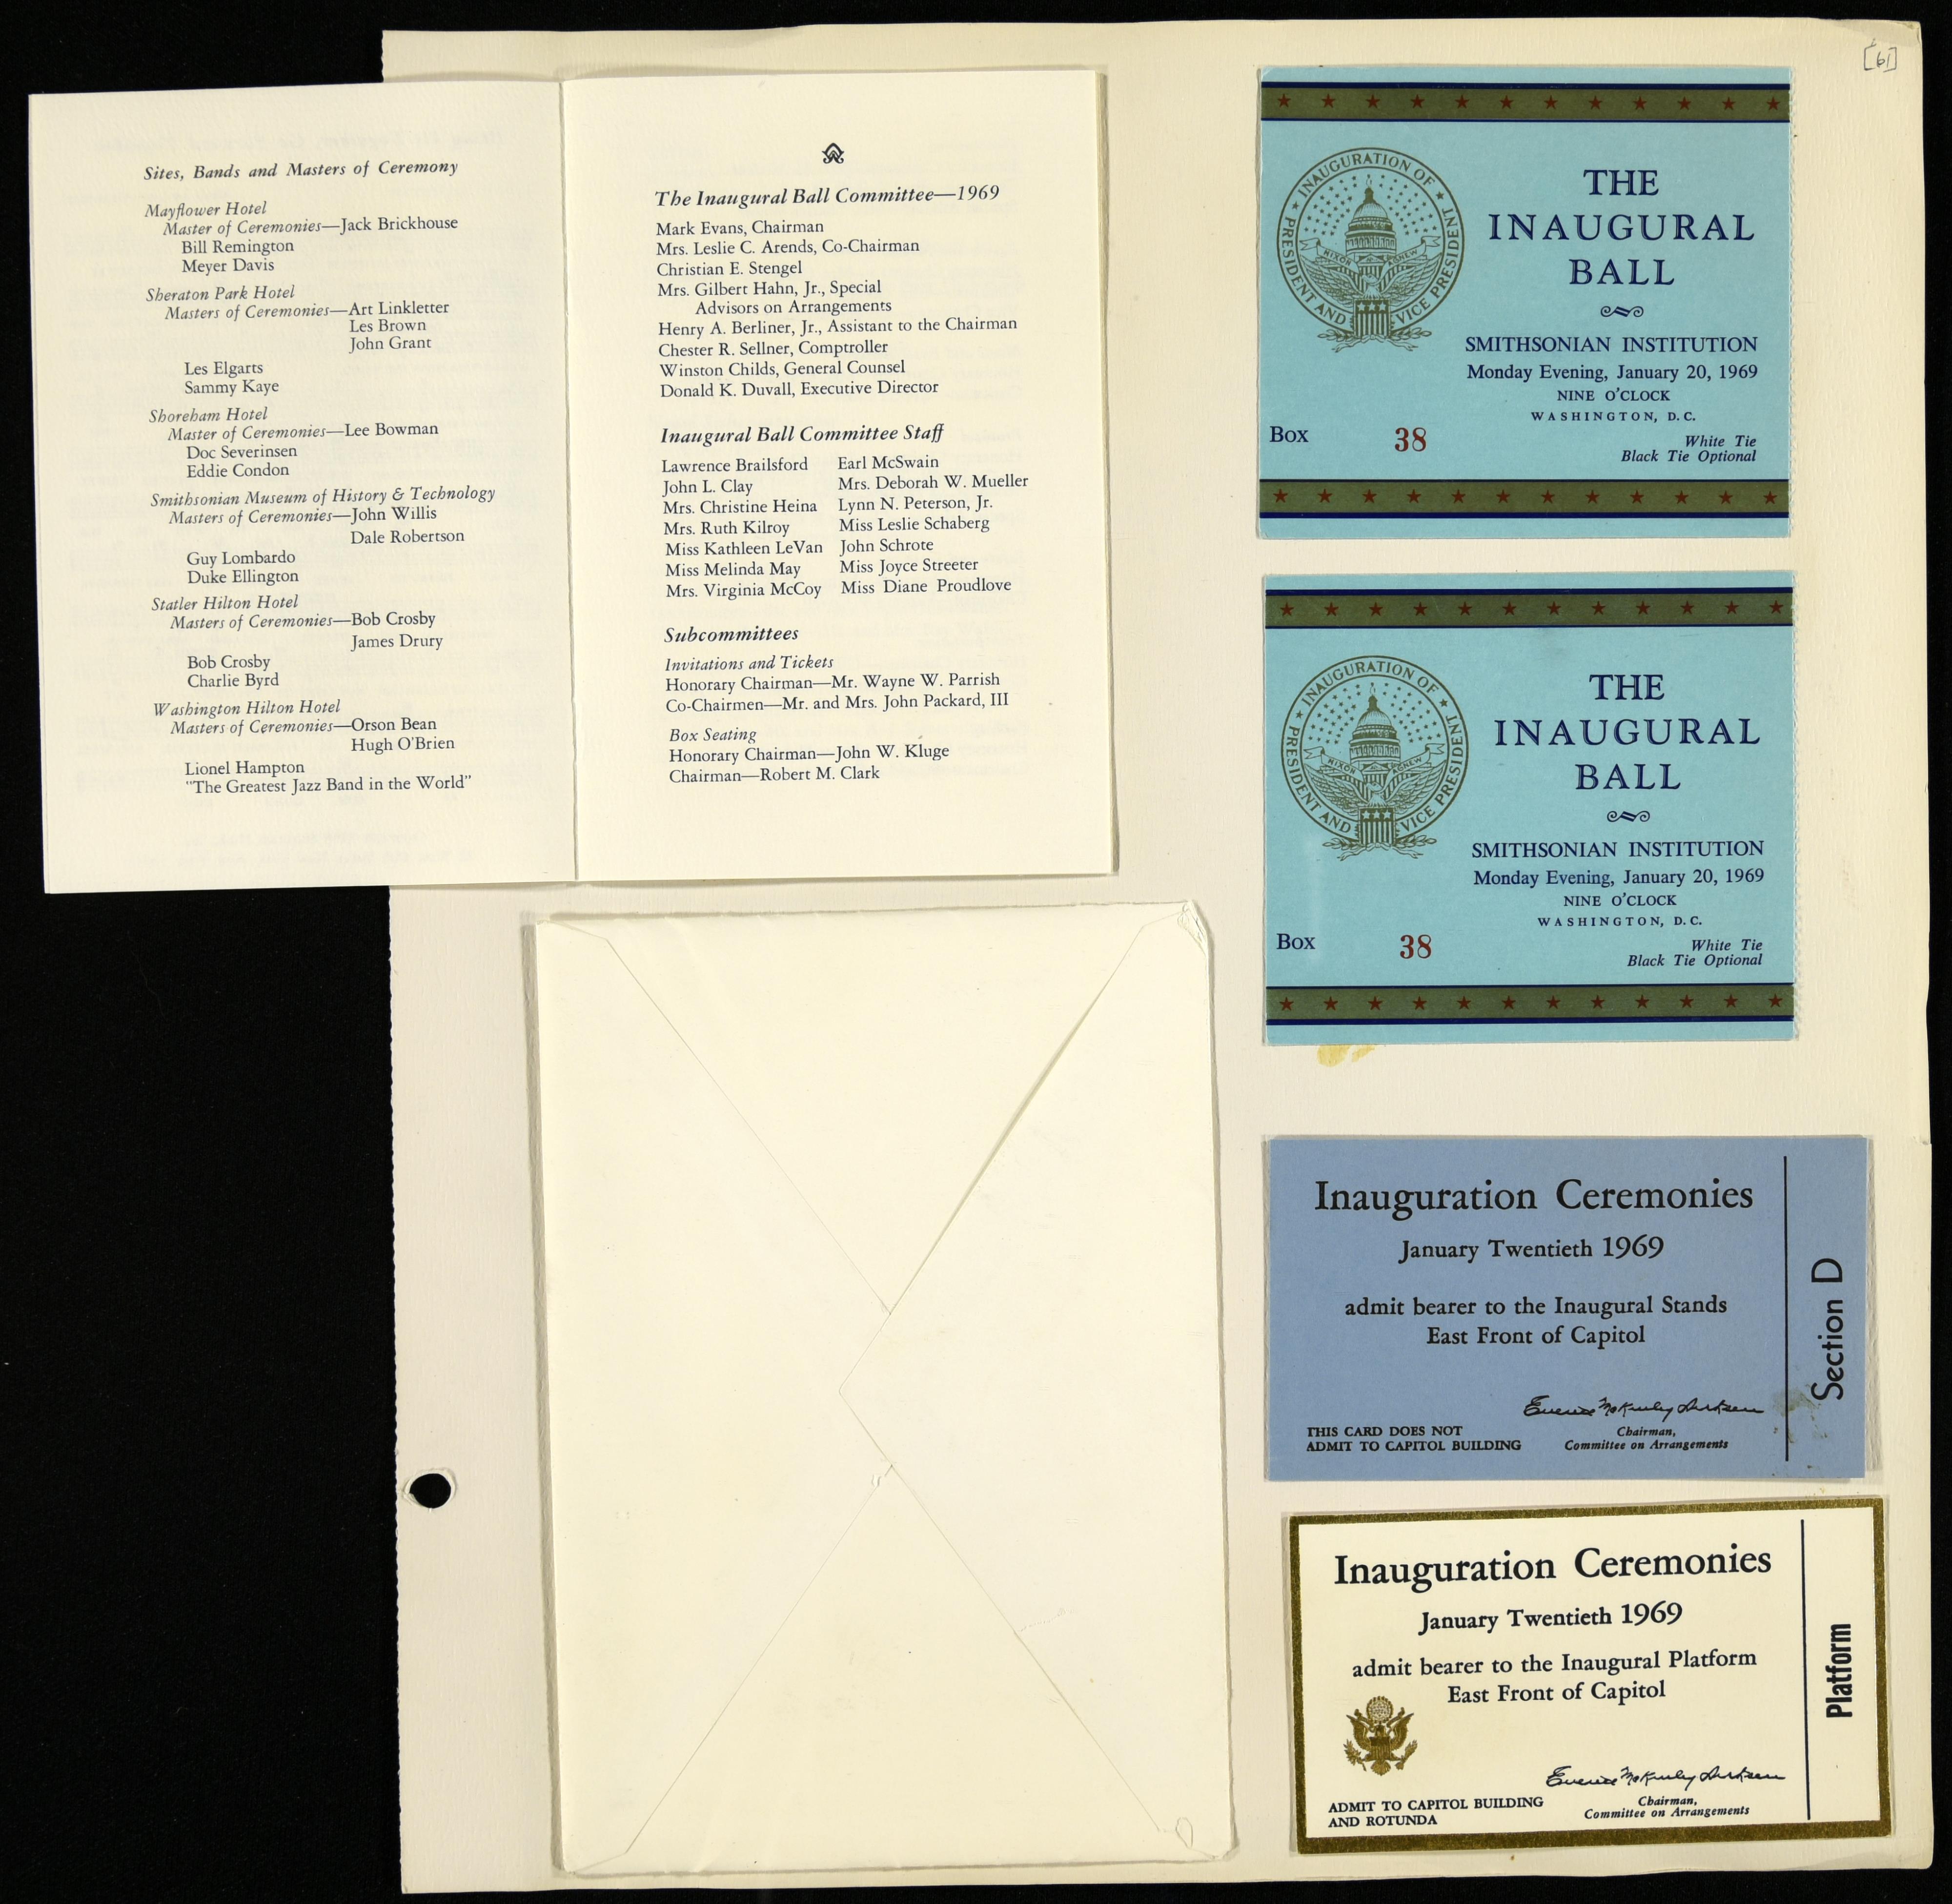 [61]
Sites, Bands and Masters of Ceremony
Mayflower Hotel
Master of Ceremonies—Jack Brickhouse
Bill Remington
Meyer Davis
Sheraton Park Hotel
Masters of Ceremonies—Art Linkletter
Les Brown
John Grant
Les Elgarts
Sammy Kaye
Shoreham Hotel
Master of Ceremonies—Lee Bowman
Doc Severinsen
Eddie Condon
Smithsonian Museum of History & Technology
Masters of Ceremonies—John Willis
Dale Robertson
Guy Lombardo
Duke Ellington
Statler Hilton Hotel
Masters of Ceremonies—Bob Crosby
James Drury
Bob Crosby
Charlie Byrd
Washington Hilton Hotel
Masters of Ceremonies—Orson Bean
Hugh O'Brien
Lionel Hampton
"The Greatest Jazz Band in the World"
The Inaugural Ball Committee—1969
Mark Evans, Chairman
Mrs. Leslie C. Arends, Co-Chairman
Christian E. Stengel
Mrs. Gilbert Hahn, Jr., Special
Advisors on Arrangements
Henry A. Berliner, Jr., Assistant to the Chairman
Chester R. Sellner, Comptroller
Winston Childs, General Counsel
Donald K. Duvall, Executive Director
Inaugural Ball Committee Staff
Lawrence Brailsford
John L. Clay
Mrs. Christine Heina
Mrs. Ruth Kilroy
Miss Kathleen LeVan
Miss Melinda May
Mrs. Virginia McCoy
Earl McSwain
Mrs. Deborah W. Mueller
Lynn N. Peterson, Jr.
Miss Leslie Schaberg
John Schrote
Miss Joyce Streeter
Miss Diane Proudlove
Subcommittees
Invitations and Tickets
Honorary Chairman—Mr. Wayne W. Parrish
Co-Chairmen—Mr. and Mrs. John Packard, III
Box Seating
Honorary Chairman—John W. Kluge
Chairman—Robert M. Clark
INAUGURATION OF PRESIDENT AND VICE PRESIDENT
NIXON AGNEW
THE
INAUGURAL
BALL
SMITHSONIAN INSTITUTION
Monday Evening, January 20, 1969
NINE O'CLOCK
WASHINGTON, D.C.
Box 38
White Tie
Black Tie Optional
INAUGURATION OF PRESIDENT AND VICE PRESIDENT
NIXON AGNEW
THE
INAUGURAL
BALL
SMITHSONIAN INSTITUTION
Monday Evening, January 20, 1969
NINE O'CLOCK
WASHINGTON, D.C.
Box 38
White Tie
Black Tie Optional
Inauguration Ceremonies
January Twentieth 1969
admit bearer to the Inaugural Stands
East Front of Capitol
Everett McKinley Dirksen
THIS CARD DOES NOT
ADMIT TO CAPITOL BUILDING
Chairman,
Committee on Arrangements
Section D
Inauguration Ceremonies
January Twentieth 1969
admit bearer to the Inaugural Platform
East Front of Capitol
Everett McKinley Dirksen
ADMIT TO CAPITOL BUILDING
AND ROTUNDA
Chairman,
Committee on Arrangements
Platform